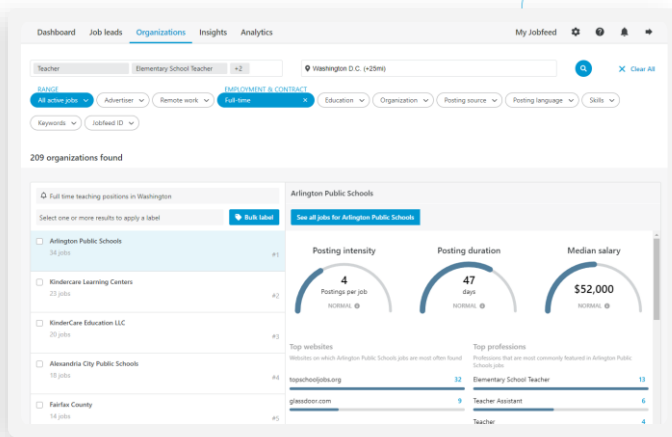 Dashboard Job leads Organizations Insights Analytics My Jobfeed
Teacher Elementary School Teacher +2 Washington D.C. (+25mi) Clear All
RANGE EMPLOYMENT & CONTRACT
All active jobs Advertiser Remote work Full-time Education Organization Posting source Posting language Skills
Keywords Jobfeed ID
209 organizations found
Full time teaching positions in Washington
Select one or more results to apply a label Bulk label
Arlington Public Schools
34 jobs #1
Kindercare Learning Centers
23 jobs #2
KinderCare Education LLC
20 jobs #3
Alexandria City Public Schools
18 jobs #4
Fairfax County
14 jobs #5
Arlington Public Schools
See all jobs for Arlington Public Schools
Posting intensity Posting duration Median salary
4 47 $52,000
Postings per job days
NORMAL NORMAL NORMAL
Top websites
Websites on which Arlington Public Schools jobs are most often found
topschooljobs.org 32
glassdoor.com 9
Top professions
Professions that are most commonly featured in Arlington Public
Schools jobs
Elementary School Teacher 13
Teacher Assistant 6
Teacher 4